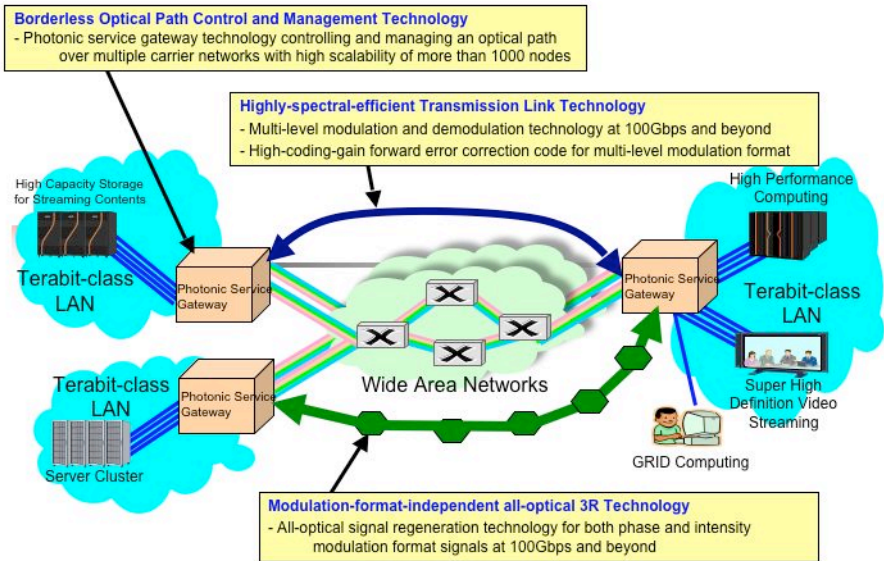 Borderless Optical Path Control and Management Technology
- Photonic service gateway technology controlling and managing an optical path
over multiple carrier networks with high scalability of more than 1000 nodes
Highly-spectral-efficient Transmission Link Technology
- Multi-level modulation and demodulation technology at 100Gbps and beyond
- High-coding-gain forward error correction code for multi-level modulation format
High Capacity Storage
for Streaming Contents
Terabit-class
LAN
Photonic Service
Gateway
High Performance
Computing
Photonic Service
Gateway
Terabit-class
LAN
Terabit-class
LAN
Photonic Service
Gateway
Server Cluster
Wide Area Networks
Super High
Definition Video
Streaming
GRID Computing
Modulation-format-independent all-optical 3R Technology
- All-optical signal regeneration technology for both phase and intensity
modulation format signals at 100Gbps and beyond